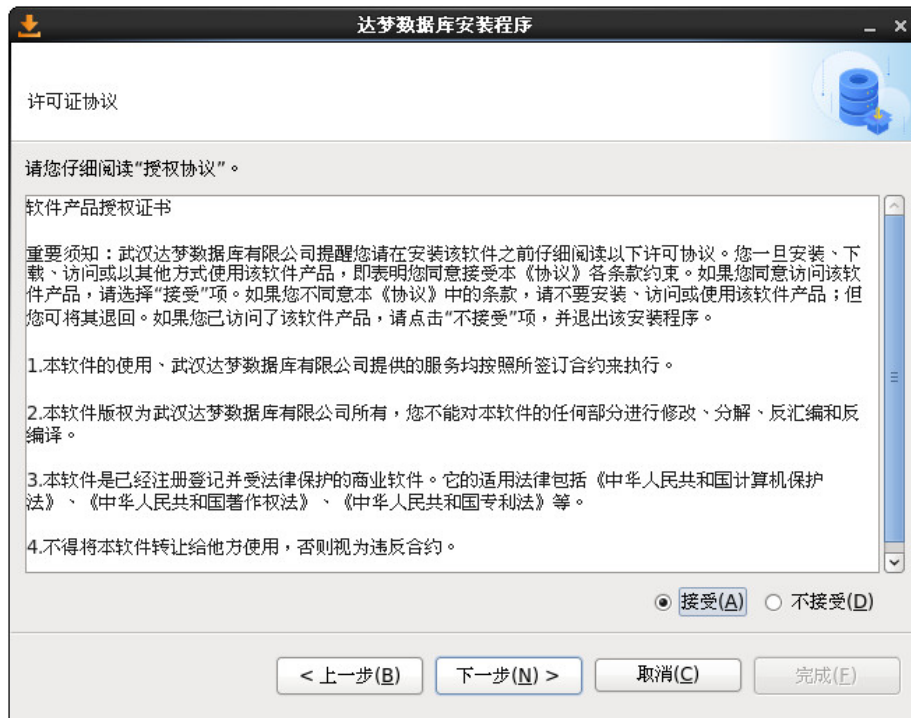 达梦数据库安装程序
许可证协议
请您仔细阅读“授权协议”。
软件产品授权证书
重要须知：武汉达梦数据库有限公司提醒您请在安装该软件之前仔细阅读以下许可协议。您一旦安装、下
载、访问或以其他方式使用该软件产品，即表明您同意接受本《协议》各条款约束。如果您同意访问该软
件产品，请选择“接受”项。如果您不同意本《协议》中的条款，请不要安装、访问或使用该软件产品；但
您可将其退回。如果您已访问了该软件产品，请点击“不接受”项，并退出该安装程序。
1.本软件的使用、武汉达梦数据库有限公司提供的服务均按照所签订合约来执行。
2.本软件版权为武汉达梦数据库有限公司所有，您不能对本软件的任何部分进行修改、分解、反汇编和反
编译。
3.本软件是已经注册登记并受法律保护的商业软件。它的适用法律包括《中华人民共和国计算机保护
法》、《中华人民共和国著作权法》、《中华人民共和国专利法》等。
4.不得将本软件转让给他方使用，否则视为违反合约。
接受(A) 不接受(D)
< 上一步(B) 下一步(N) > 取消(C) 完成(F)